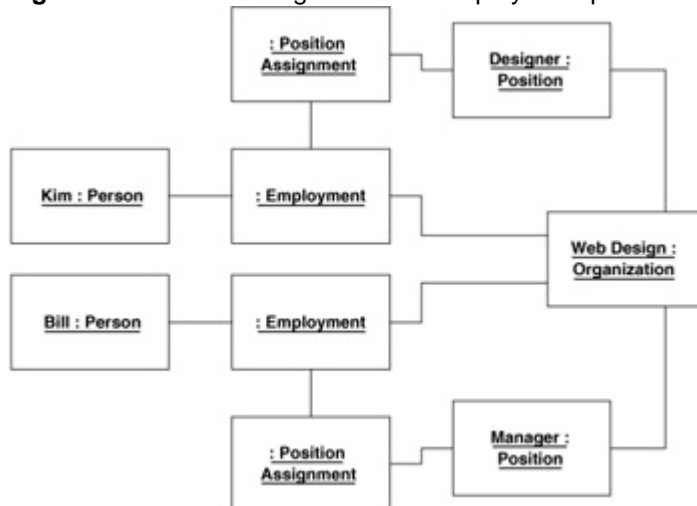 : Position
Assignment
Designer :
Position
Kim : Person
: Employment
Web Design :
Organization
Bill : Person
: Employment
: Position
Assignment
Manager :
Position